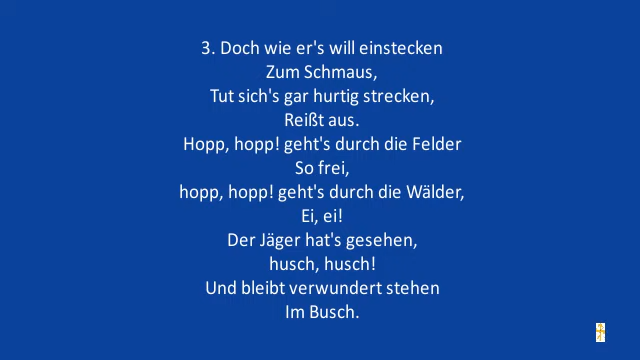 3. Doch wie er's will einstecken
Zum Schmaus,
Tut sich's gar hurtig strecken,
Reißt aus.
Hopp, hopp! geht's durch die Felder
So frei,
hopp, hopp! geht's durch die Wälder,
Ei, ei!
Der Jäger hat's gesehen,
husch, husch!
Und bleibt verwundert stehen
Im Busch.